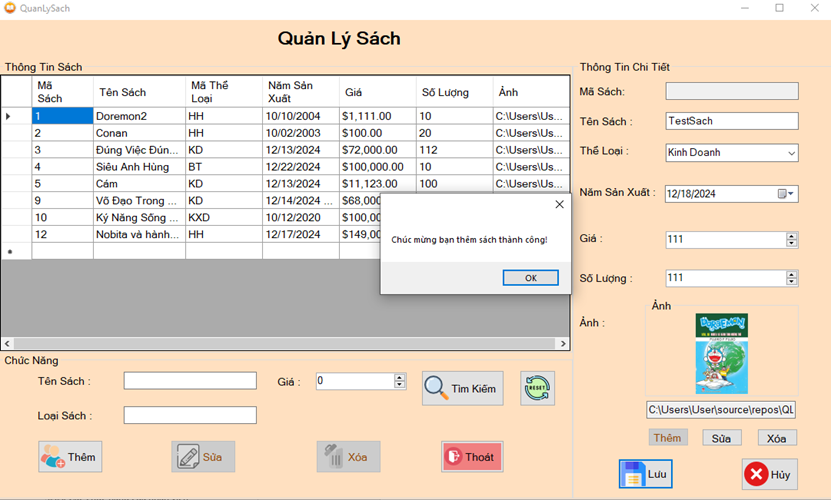 QuanLySach
Quản Lý Sách
Thông Tin Sách
Mã Sách Tên Sách Mã Thể Loại Năm Sản Xuất Giá Số Lượng Ảnh
1 Doremon2 HH 10/10/2004 $1,111.00 10 C:\Users\Us...
2 Conan HH 10/02/2003 $100.00 20 C:\Users\Us...
3 Đúng Việc Đún... KD 12/13/2024 $72,000.00 112 C:\Users\Us...
4 Siêu Anh Hùng BT 12/22/2024 $100,000.00 10 C:\Users\Us...
5 Cám KD 12/13/2024 $11,123.00 100 C:\Users\Us...
9 Võ Đạo Trong ... KD 12/14/2024 ... $68,000
10 Kỹ Năng Sống ... KXD 10/12/2020 $100,00
12 Nobita và hành... HH 12/17/2024 $149,00
Chúc mừng bạn thêm sách thành công!
OK
Thông Tin Chi Tiết
Mã Sách:
Tên Sách : TestSach
Thể Loại : Kinh Doanh
Năm Sản Xuất : 12/18/2024
Giá : 111
Số Lượng : 111
Ảnh
Ảnh :
DORAEMON
C:\Users\User\source\repos\QL
Thêm Sửa Xóa
Lưu Hủy
Chức Năng
Tên Sách : Giá : 0 Tìm Kiếm RESET
Loại Sách :
Thêm Sửa Xóa Thoát